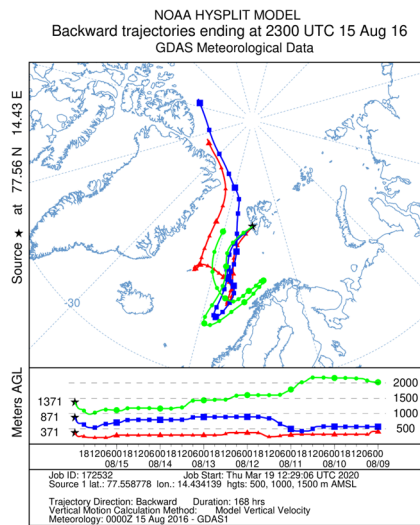 NOAA HYSPLIT MODEL
Backward trajectories ending at 2300 UTC 15 Aug 16
GDAS Meteorological Data
Source ★ at 77.56 N 14.43 E
-30
Meters AGL
1371
871
371
2000
1500
1000
500
18 12 06 00 18 12 06 00 18 12 06 00 18 12 06 00 18 12 06 00 18 12 06 00 18 12 06 00
08/15 08/14 08/13 08/12 08/11 08/10 08/09
Job ID: 172532 Job Start: Thu Mar 19 12:29:06 UTC 2020
Source 1 lat.: 77.558778 lon.: 14.434139 hgts: 500, 1000, 1500 m AMSL
Trajectory Direction: Backward Duration: 168 hrs
Vertical Motion Calculation Method: Model Vertical Velocity
Meteorology: 0000Z 15 Aug 2016 - GDAS1